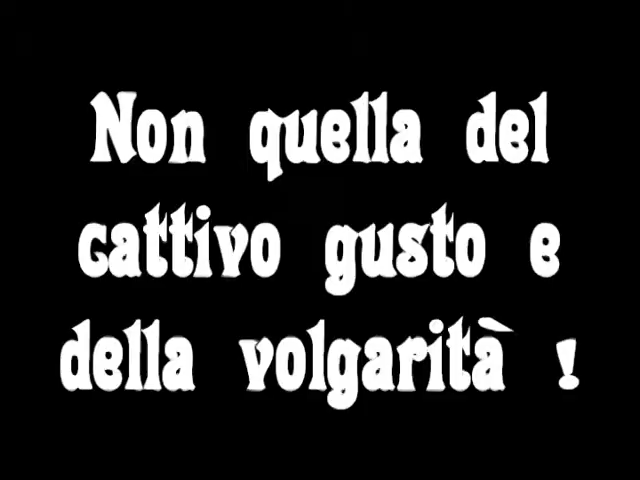 Non quella del
cattivo gusto e
della volgarità !